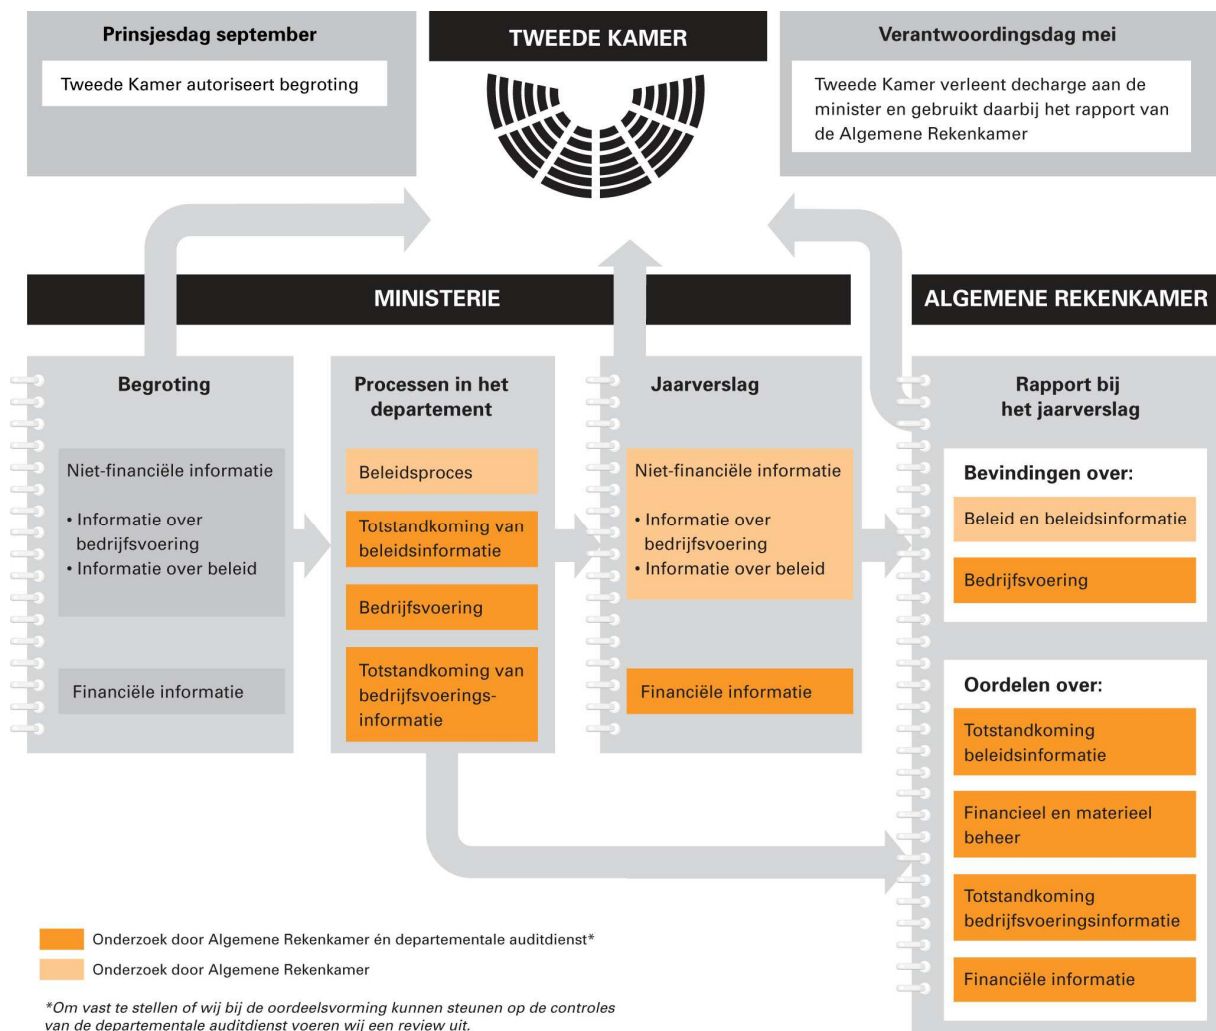 Prinsjesdag september
Tweede Kamer autoriseert begroting
TWEEDE KAMER
Verantwoordingsdag mei
Tweede Kamer verleent decharge aan de
minister en gebruikt daarbij het rapport van
de Algemene Rekenkamer
MINISTERIE
ALGEMENE REKENKAMER
Begroting
Niet-financiële informatie
• Informatie over
bedrijfsvoering
• Informatie over beleid
Financiële informatie
Processen in het
departement
Beleidsproces
Totstandkoming van
beleidsinformatie
Bedrijfsvoering
Totstandkoming van
bedrijfsvoerings-
informatie
Jaarverslag
Niet-financiële informatie
• Informatie over
bedrijfsvoering
• Informatie over beleid
Financiële informatie
Rapport bij
het jaarverslag
Bevindingen over:
Beleid en beleidsinformatie
Bedrijfsvoering
Oordelen over:
Totstandkoming
beleidsinformatie
Financieel en materieel
beheer
Totstandkoming
bedrijfsvoeringsinformatie
Financiële informatie
Onderzoek door Algemene Rekenkamer én departementale auditdienst*
Onderzoek door Algemene Rekenkamer
*Om vast te stellen of wij bij de oordeelsvorming kunnen steunen op de controles
van de departementale auditdienst voeren wij een review uit.